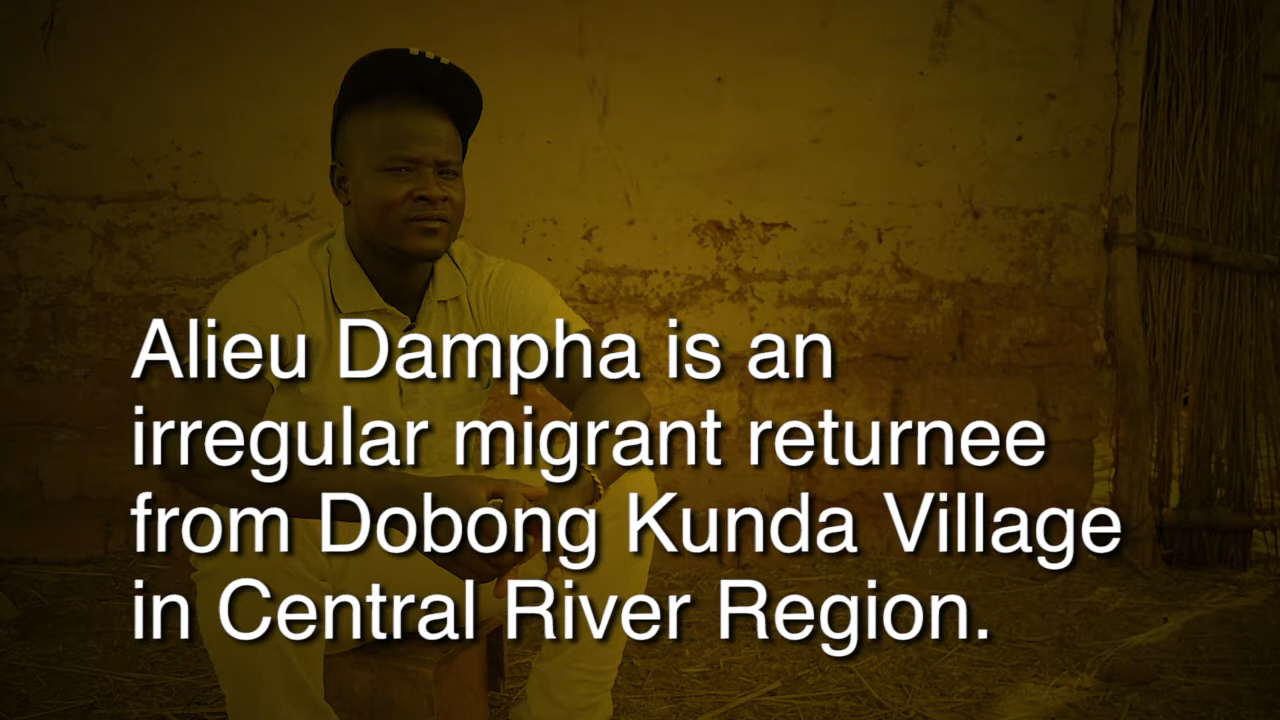 Alieu Dampha is an
irregular migrant returnee
from Dobong Kunda Village
in Central River Region.